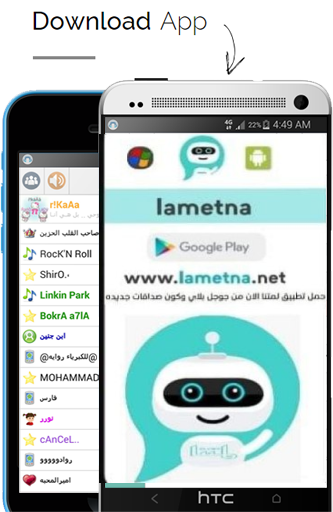 Download App
4G 22% 4:49 AM
lametna
Google Play
www.lametna.net
حمل تطبيق لمتنا الان من جوجل بلاي وكون صداقات جديده
hTC
r!KaAa
صاحب القلب الحزين
RocK'N Roll
ShirO.
Linkin Park
BokrA a7lA
ابن جنين
@للكبرياء روايه@
MOHAMMAD
فارس
نورر
cAnCeL..
روادووووو
اميرالمحبه